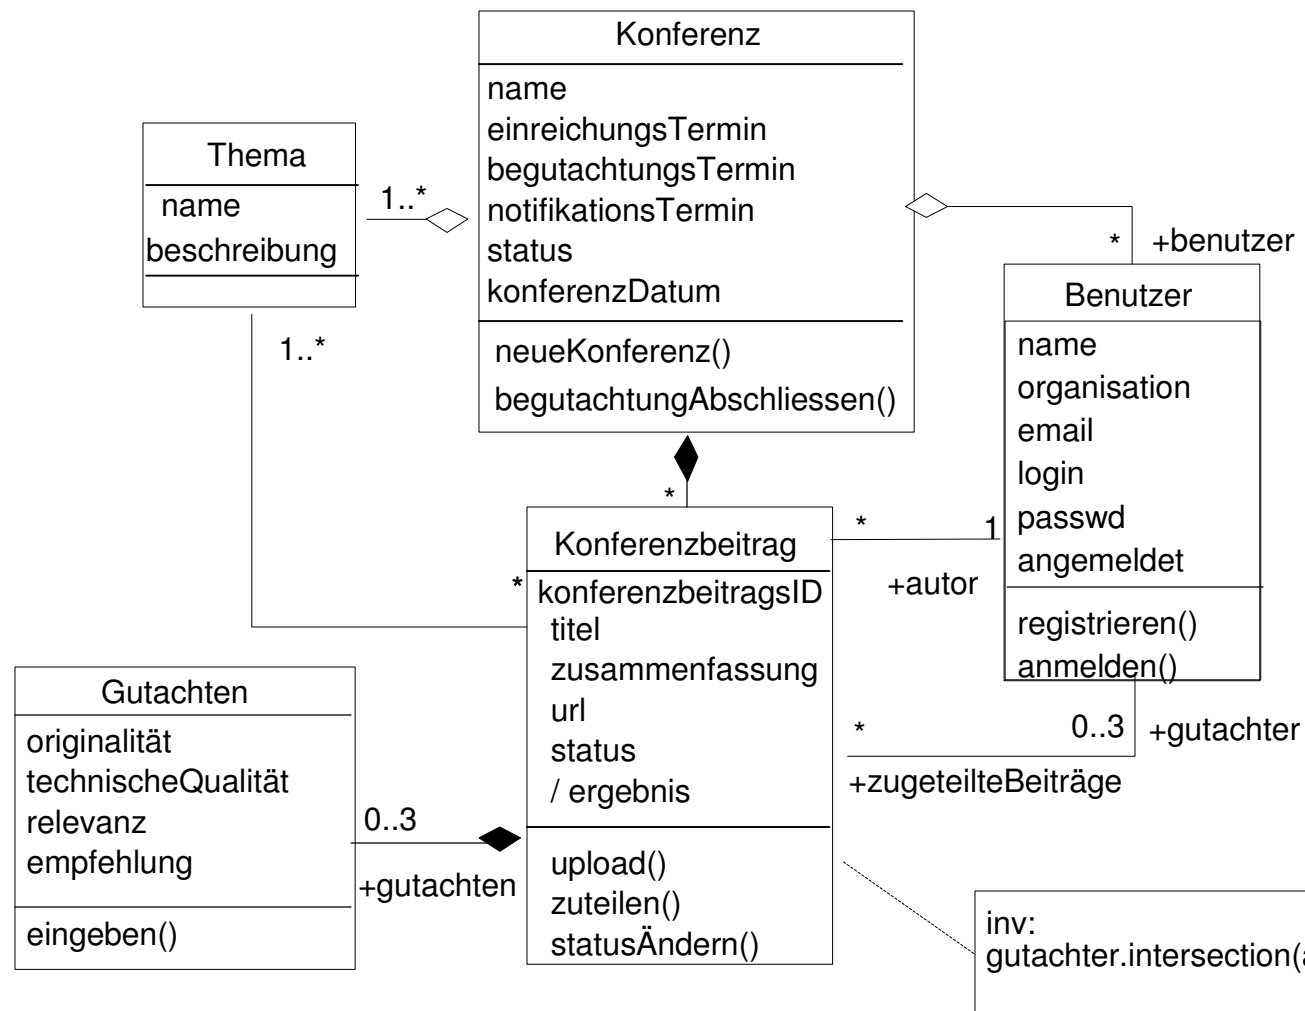 Konferenz
name
einreichungsTermin
begutachtungsTermin
notifikationsTermin
status
konferenzDatum
neueKonferenz()
begutachtungAbschliessen()
Thema
name
beschreibung
1..*
1..*
*
+benutzer
Benutzer
name
organisation
email
login
passwd
angemeldet
registrieren()
anmelden()
*
*
1
+autor
*
Konferenzbeitrag
konferenzbeitragsID
titel
zusammenfassung
url
status
/ ergebnis
upload()
zuteilen()
statusÄndern()
0..3
+gutachter
*
+zugeteilteBeiträge
Gutachten
originalität
technischeQualität
relevanz
empfehlung
eingeben()
0..3
+gutachten
inv:
gutachter.intersection(